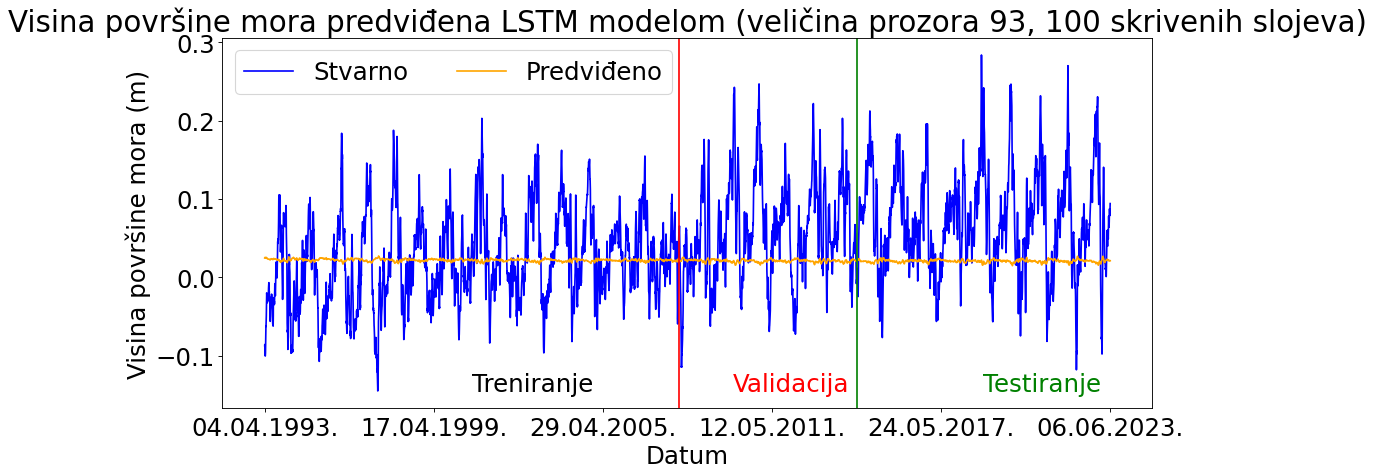 Visina površine mora predviđena LSTM modelom (veličina prozora 93, 100 skrivenih slojeva)
Stvarno
Predviđeno
Visina površine mora (m)
0.3
0.2
0.1
0.0
−0.1
Treniranje
Validacija
Testiranje
04.04.1993.
17.04.1999.
29.04.2005.
12.05.2011.
24.05.2017.
06.06.2023.
Datum